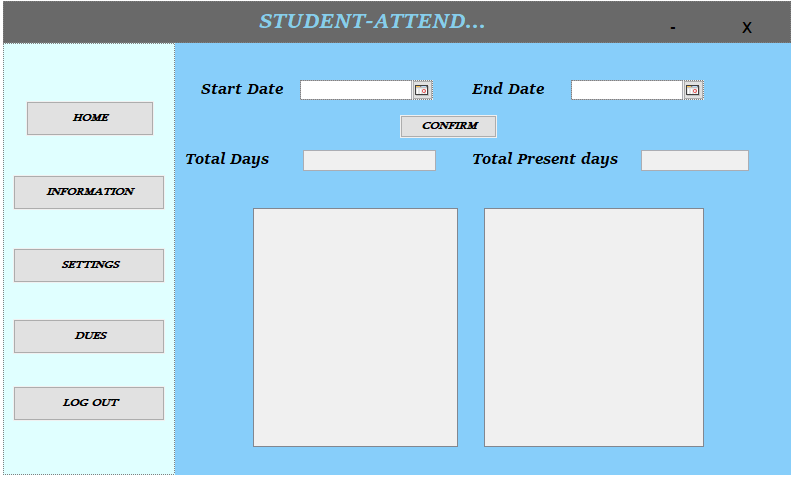 STUDENT-ATTEND...
- X
HOME
INFORMATION
SETTINGS
DUES
LOG OUT
Start Date
End Date
CONFIRM
Total Days
Total Present days